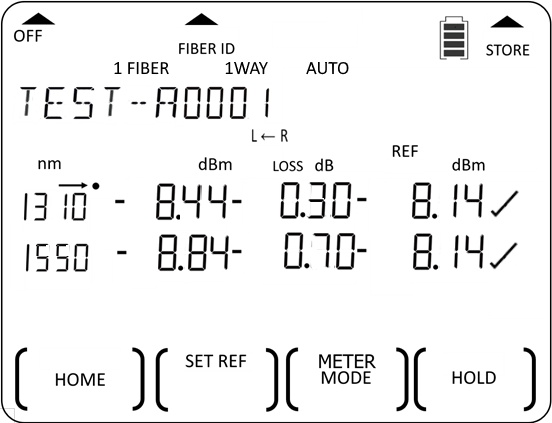 OFF
FIBER ID
STORE
1 FIBER 1WAY AUTO
TEST--A0001
L ← R
nm dBm LOSS dB REF dBm
1310 - 8.44 0.30 - 8.14 ✓
1550 - 8.84 0.70 - 8.14 ✓
HOME SET REF METER MODE HOLD